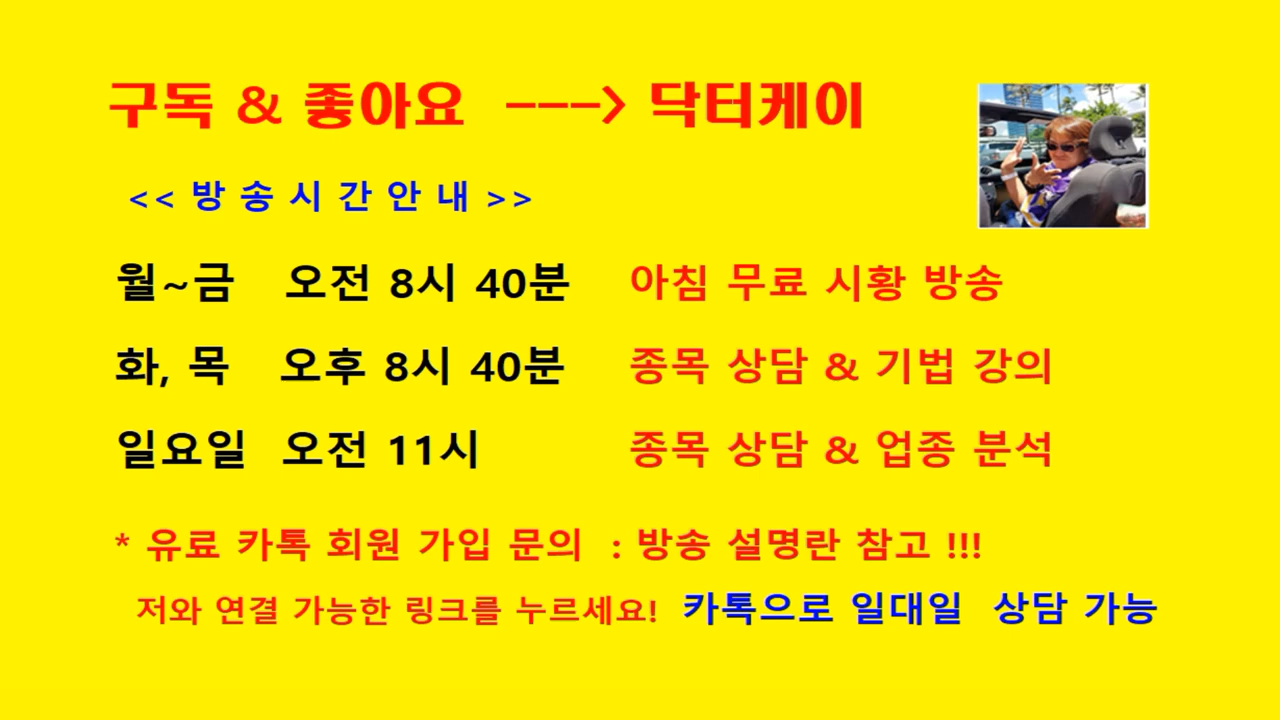 구독 & 좋아요 ---> 닥터케이
<< 방 송 시 간 안 내 >>
월~금 오전 8시 40분 아침 무료 시황 방송
화, 목 오후 8시 40분 종목 상담 & 기법 강의
일요일 오전 11시 종목 상담 & 업종 분석
* 유료 카톡 회원 가입 문의 : 방송 설명란 참고 !!!
저와 연결 가능한 링크를 누르세요! 카톡으로 일대일 상담 가능